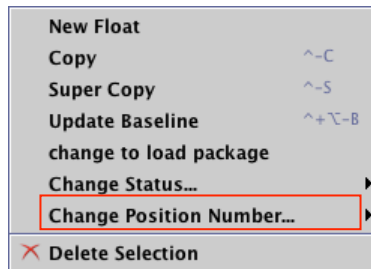 New Float
Copy ^-C
Super Copy ^-S
Update Baseline ^+⌥-B
change to load package
Change Status...
Change Position Number...
Delete Selection